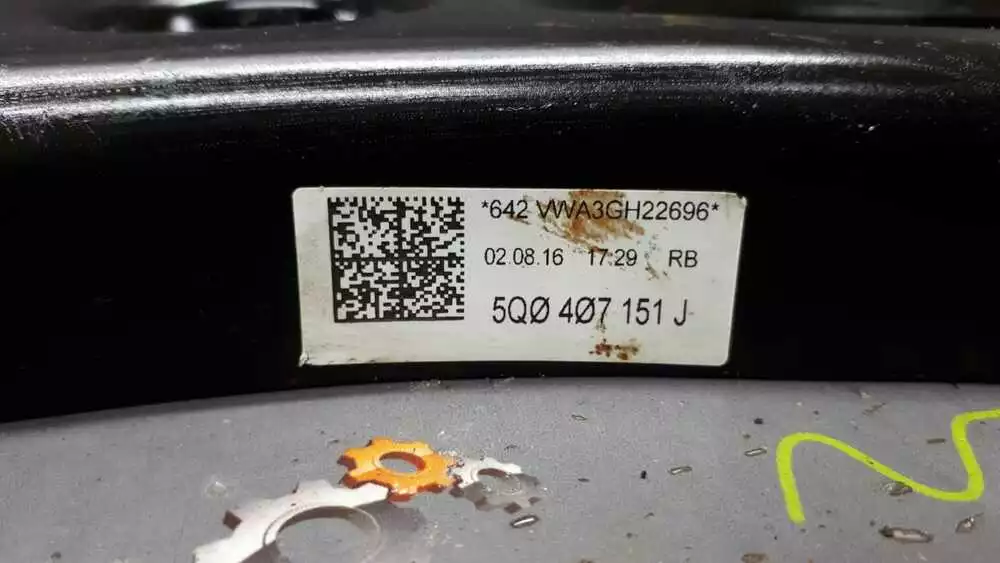 *642 VWA3GH22696*
02.08.16 17:29 RB
5QØ 4Ø7 151 J